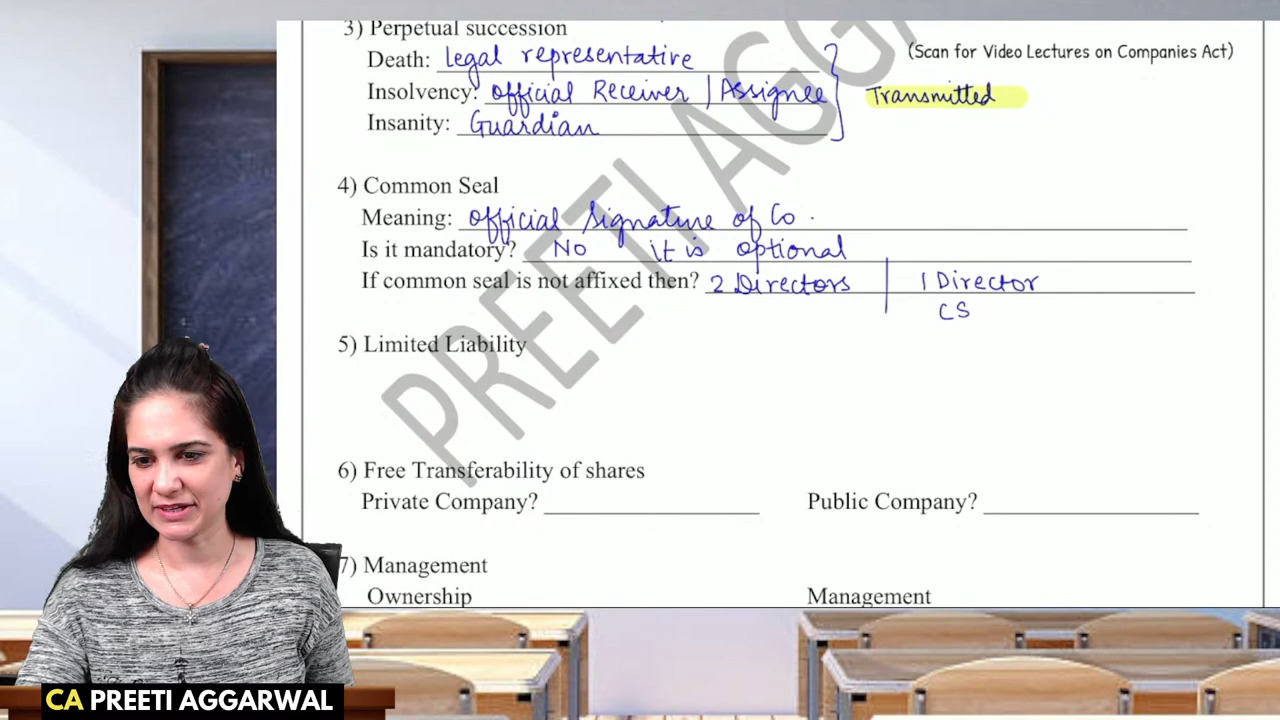 3) Perpetual succession
(Scan for Video Lectures on Companies Act)
Death: legal representative
Insolvency: official Receiver | Assignee
Transmitted
Insanity: Guardian
4) Common Seal
Meaning: official signature of Co.
Is it mandatory? No it is optional
If common seal is not affixed then? 2 Directors | 1 Director
CS
5) Limited Liability
6) Free Transferability of shares
Private Company? Public Company?
7) Management
Ownership Management
PREETI AGGA
CA PREETI AGGARWAL